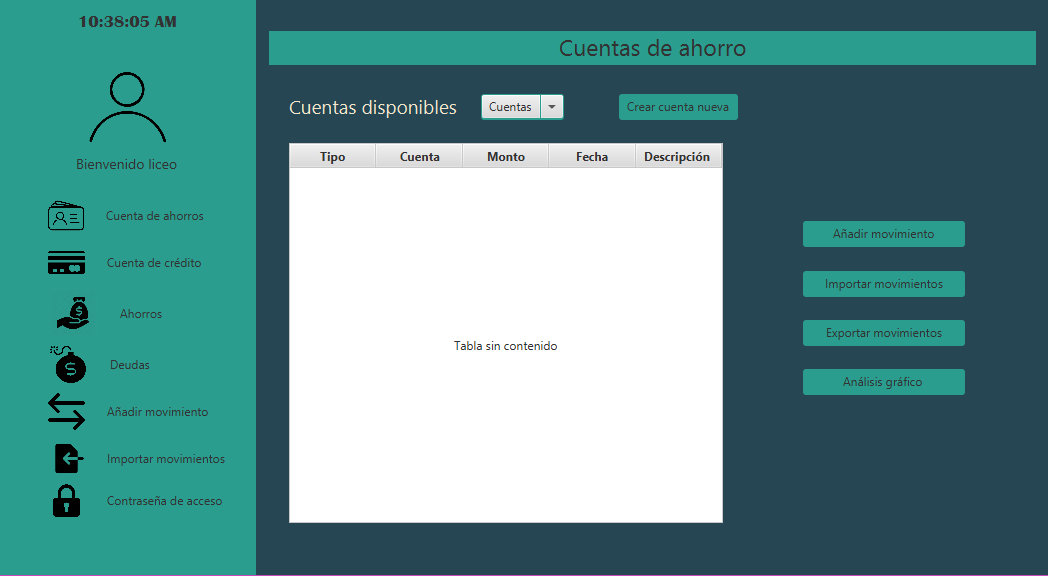 10:38:05 AM
Bienvenido liceo
Cuenta de ahorros
Cuenta de crédito
Ahorros
Deudas
Añadir movimiento
Importar movimientos
Contraseña de acceso
Cuentas de ahorro
Cuentas disponibles
Cuentas
Crear cuenta nueva
Tipo Cuenta Monto Fecha Descripción
Tabla sin contenido
Añadir movimiento
Importar movimientos
Exportar movimientos
Análisis gráfico